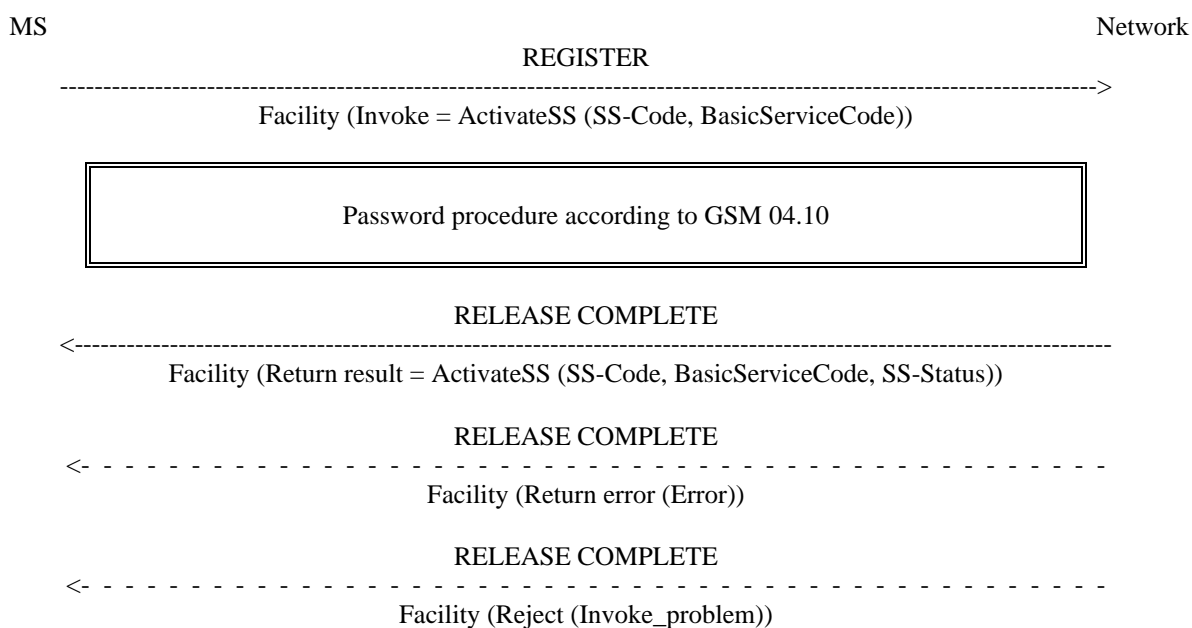 MS Network
REGISTER
Facility (Invoke = ActivateSS (SS-Code, BasicServiceCode))
Password procedure according to GSM 04.10
RELEASE COMPLETE
Facility (Return result = ActivateSS (SS-Code, BasicServiceCode, SS-Status))
RELEASE COMPLETE
Facility (Return error (Error))
RELEASE COMPLETE
Facility (Reject (Invoke_problem))